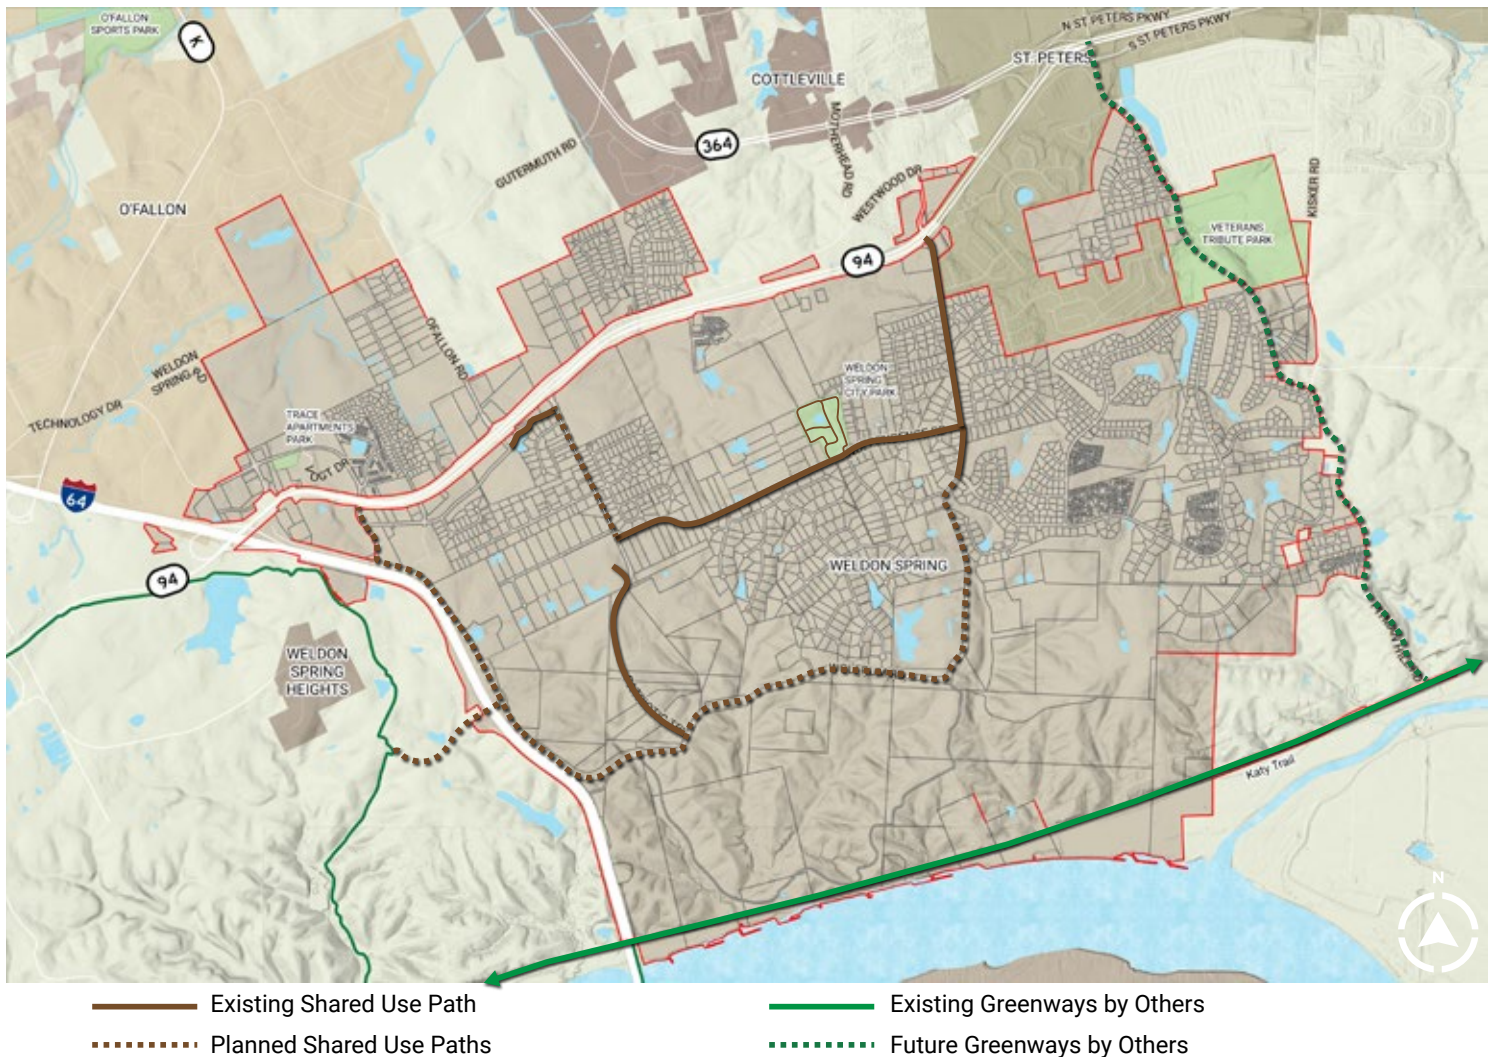 O'FALLON
SPORTS PARK
K
N ST PETERS PKWY
S ST PETERS PKWY
ST. PETERS
COTTLEVILLE
364
MOTHERHEAD RD
GUTERMUTH RD
WESTWOOD DR
KISKER RD
O'FALLON
VETERANS
TRIBUTE PARK
94
O'FALLON RD
WELDON
SPRING RD
WELDON
SPRING
CITY PARK
TECHNOLOGY DR
TRACE
APARTMENTS
PARK
OGT DR
64
94
WELDON SPRING
WELDON
SPRING
HEIGHTS
Katy Trail
N
Existing Shared Use Path
Existing Greenways by Others
Planned Shared Use Paths
Future Greenways by Others